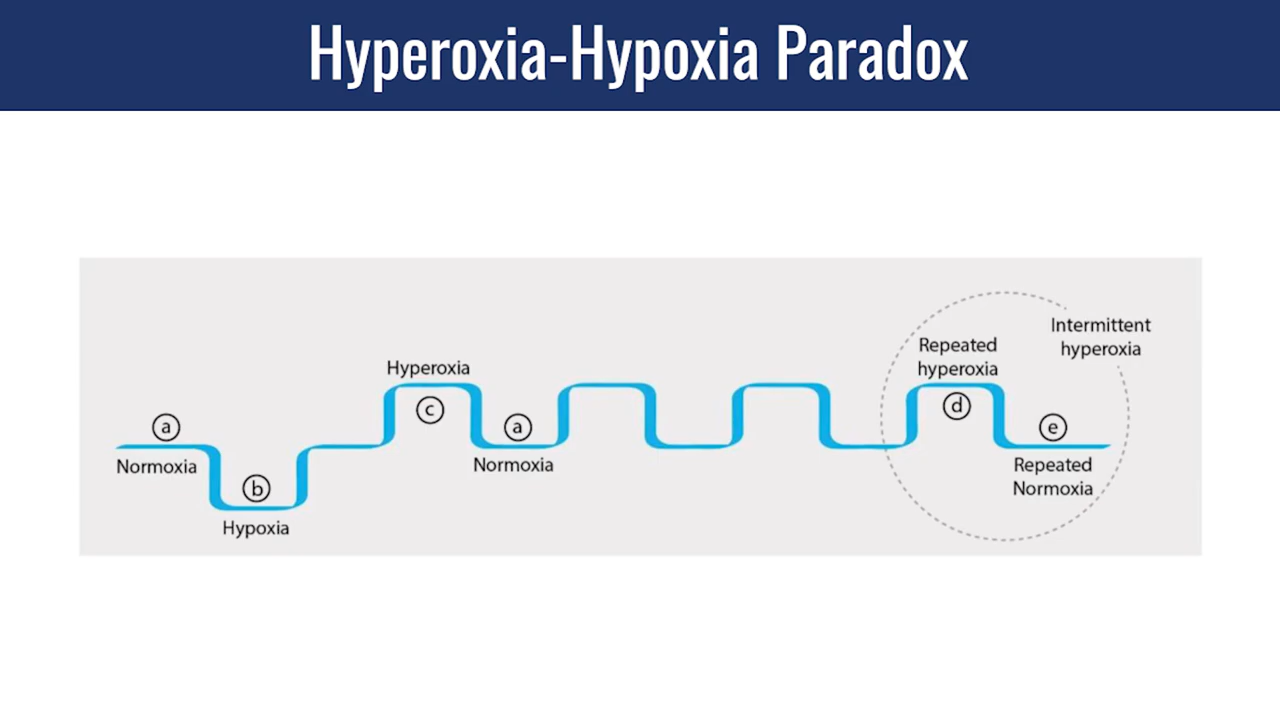 Hyperoxia-Hypoxia Paradox
a
Normoxia
b
Hypoxia
Hyperoxia
c
a
Normoxia
Repeated
hyperoxia
d
Intermittent
hyperoxia
e
Repeated
Normoxia